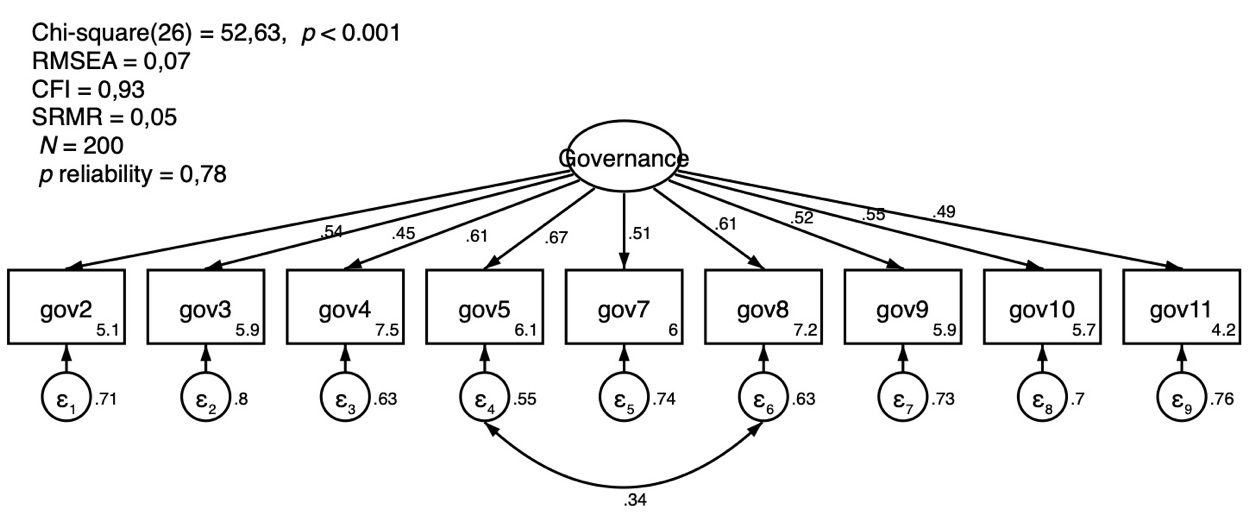 Chi-square(26) = 52,63, p < 0.001
RMSEA = 0,07
CFI = 0,93
SRMR = 0,05
N = 200
p reliability = 0,78
Governance
.54 .45 .61 .67 .51 .61 .52 .55 .49
gov2 gov3 gov4 gov5 gov7 gov8 gov9 gov10 gov11
5.1 5.9 7.5 6.1 6 7.2 5.9 5.7 4.2
ε1 .71 ε2 .8 ε3 .63 ε4 .55 ε5 .74 ε6 .63 ε7 .73 ε8 .7 ε9 .76
.34